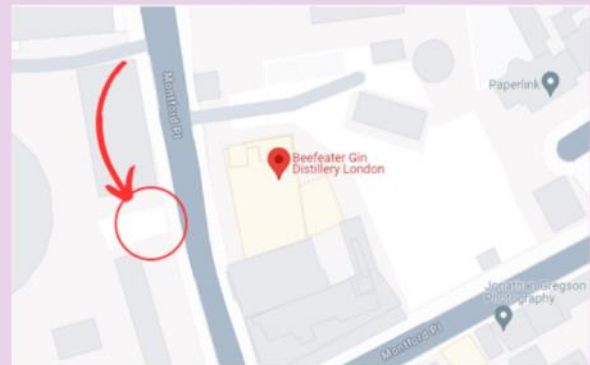 Montford Pl
Paperlink
Beefeater Gin
Distillery London
Jonathan Gregson
Photography
Montford Pl